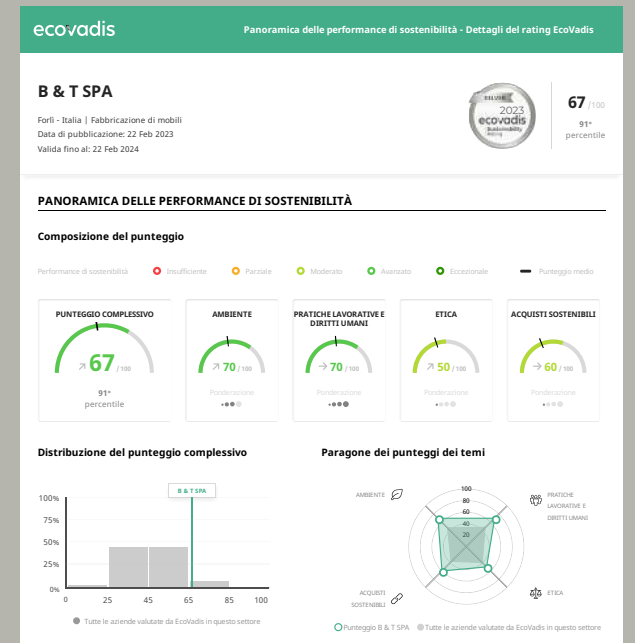 ecovadis
Panoramica delle performance di sostenibilità - Dettagli del rating EcoVadis
B & T SPA
Forlì - Italia | Fabbricazione di mobili
Data di pubblicazione: 22 Feb 2023
Valida fino al: 22 Feb 2024
SILVER
2023
ecovadis
Sustainability
Rating
67 /100
91°
percentile
PANORAMICA DELLE PERFORMANCE DI SOSTENIBILITÀ
Composizione del punteggio
Performance di sostenibilità
Insufficiente
Parziale
Moderato
Avanzato
Eccezionale
Punteggio medio
PUNTEGGIO COMPLESSIVO
67 / 100
91°
percentile
AMBIENTE
70 / 100
Ponderazione
PRATICHE LAVORATIVE E
DIRITTI UMANI
70 / 100
Ponderazione
ETICA
50 / 100
Ponderazione
ACQUISTI SOSTENIBILI
60 / 100
Ponderazione
Distribuzione del punteggio complessivo
B & T SPA
100%
75%
50%
25%
0%
0 25 45 65 85 100
Tutte le aziende valutate da EcoVadis in questo settore
Paragone dei punteggi dei temi
AMBIENTE
PRATICHE
LAVORATIVE E
DIRITTI UMANI
100
80
60
40
20
ACQUISTI
SOSTENIBILI
ETICA
Punteggio B & T SPA
Tutte le aziende valutate da EcoVadis in questo settore